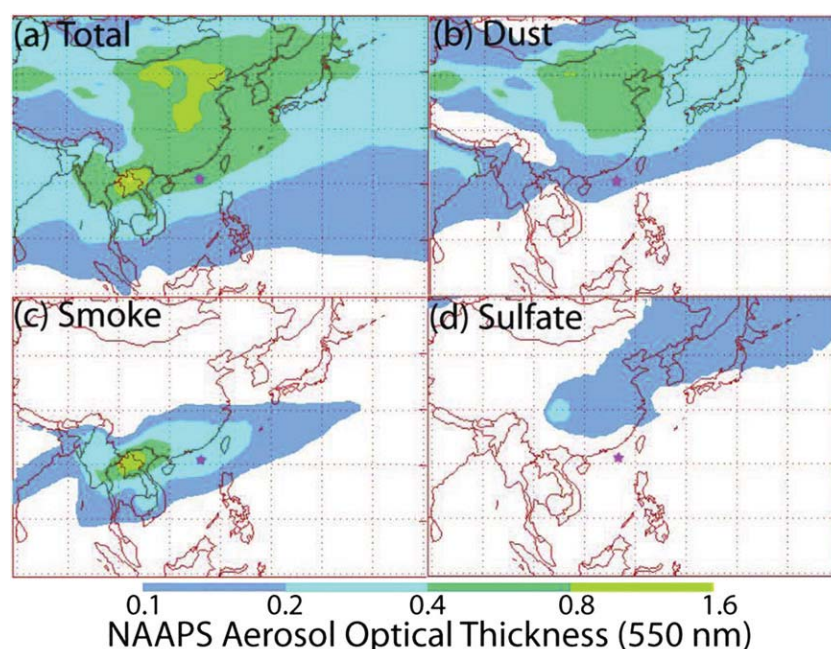 (a) Total
(b) Dust
(c) Smoke
(d) Sulfate
0.1 0.2 0.4 0.8 1.6
NAAPS Aerosol Optical Thickness (550 nm)